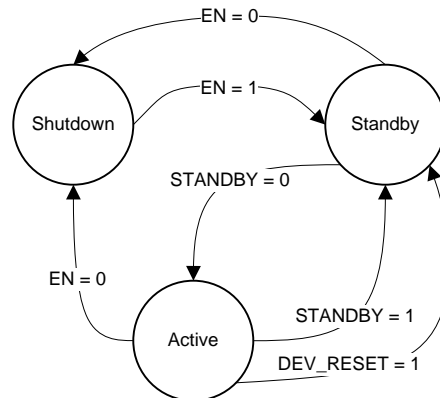 EN = 0
EN = 1
Shutdown
Standby
STANDBY = 0
EN = 0
STANDBY = 1
Active
DEV_RESET = 1